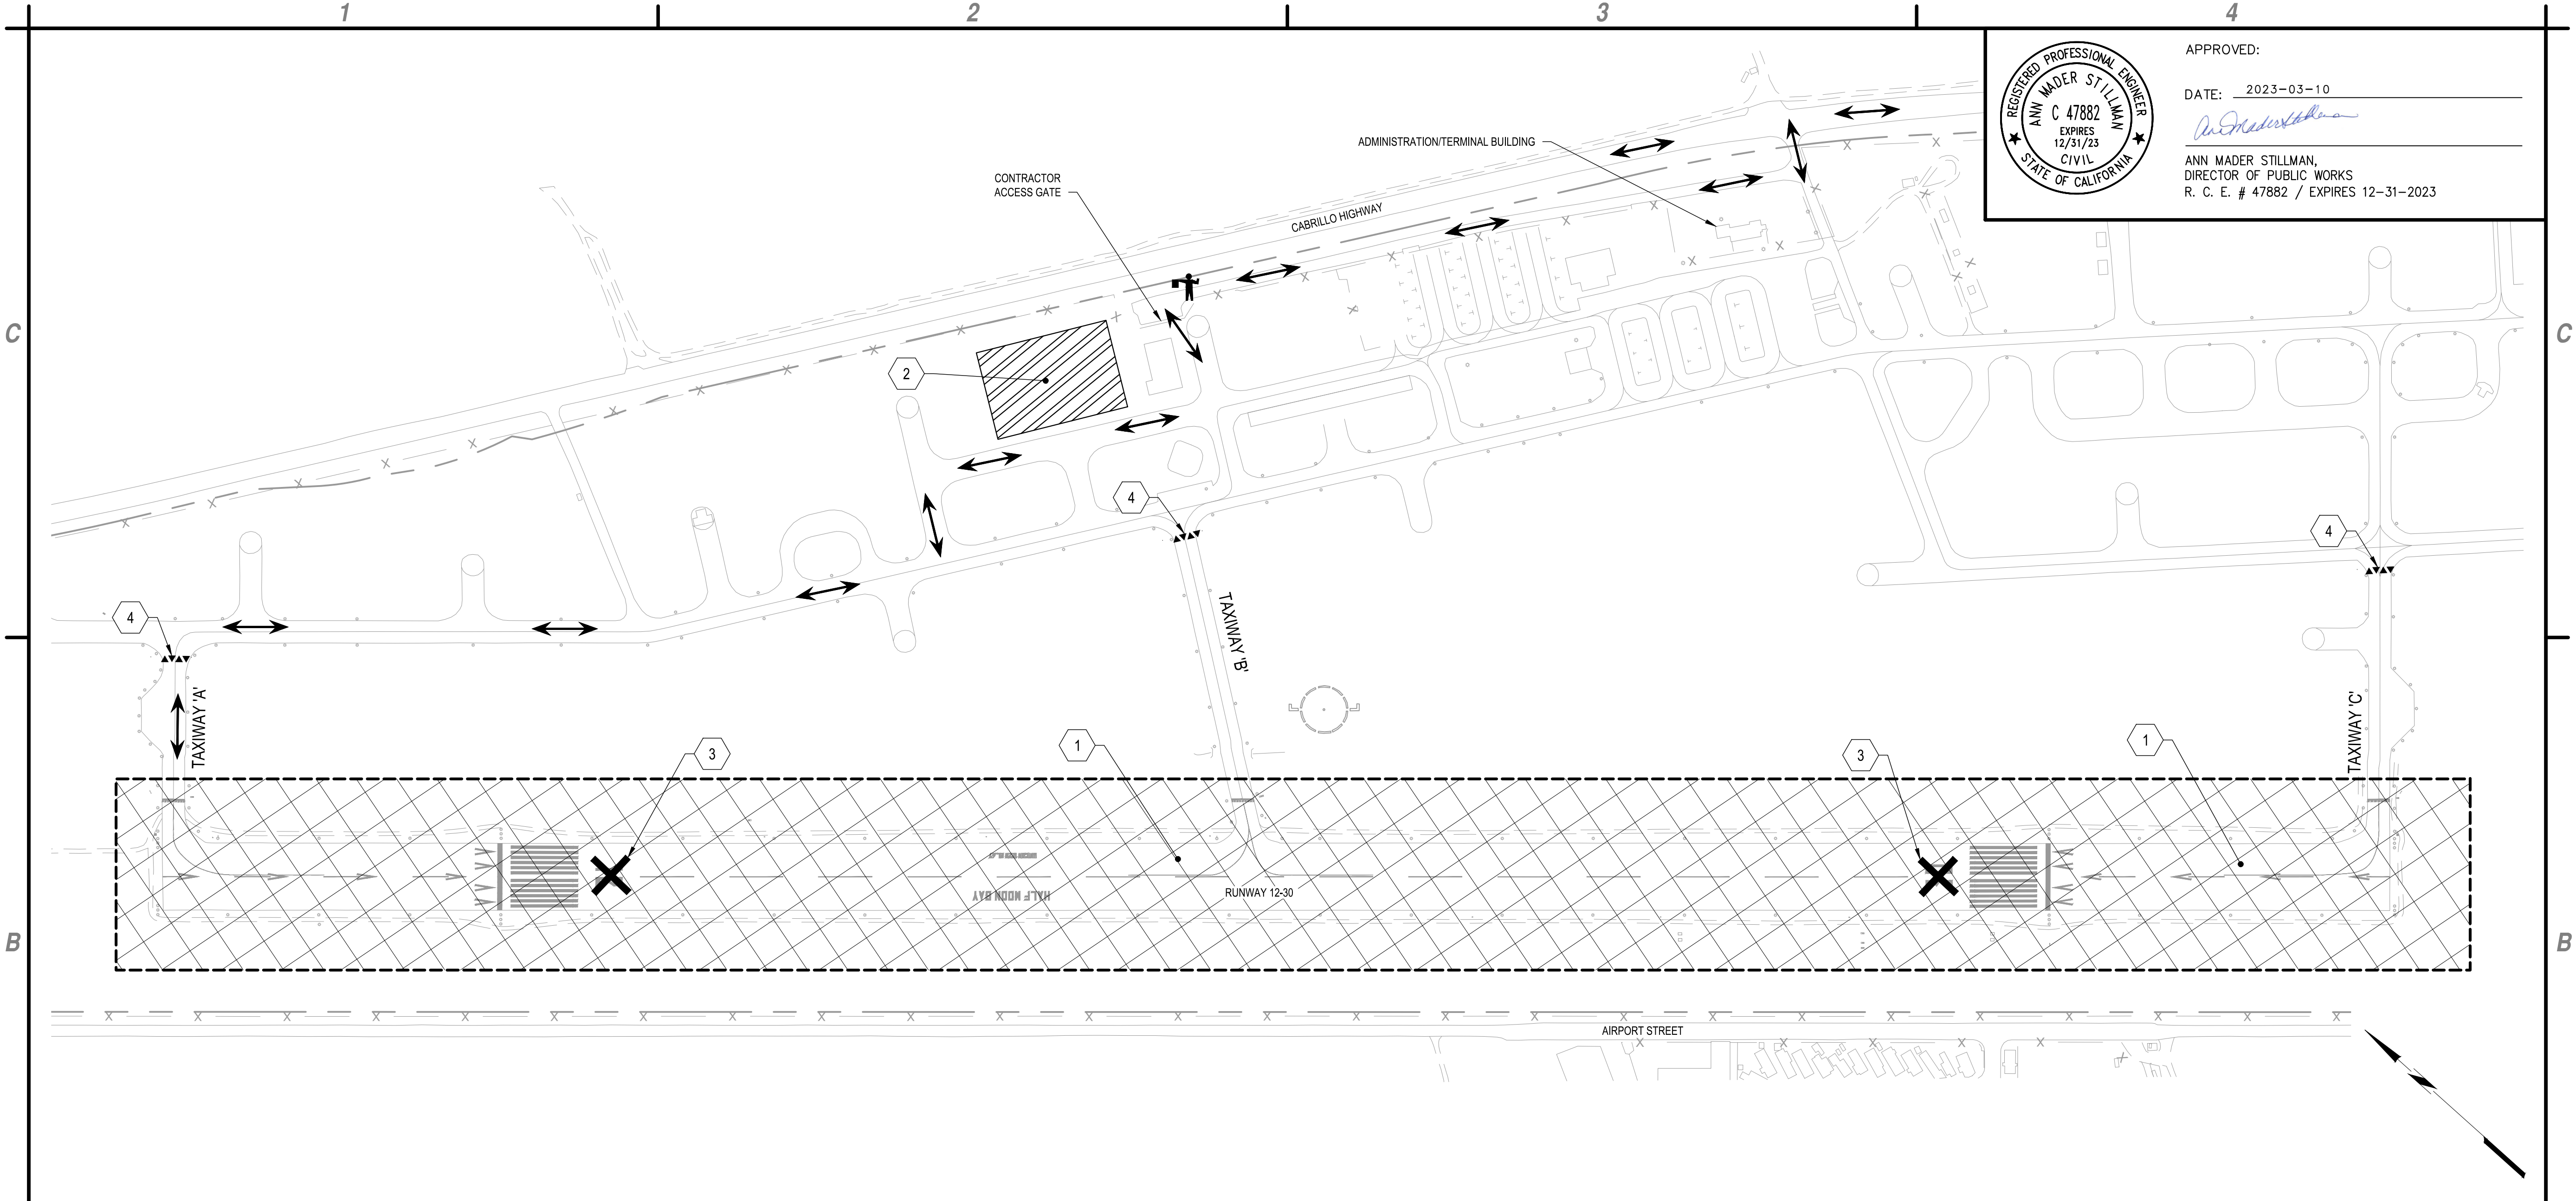 1
2
3
4
REGISTERED PROFESSIONAL ENGINEER
ANN MADER STILLMAN
C 47882
EXPIRES
12/31/23
CIVIL
STATE OF CALIFORNIA
APPROVED:
DATE: 2023-03-10
ANN MADER STILLMAN,
DIRECTOR OF PUBLIC WORKS
R. C. E. # 47882 / EXPIRES 12-31-2023
ADMINISTRATION/TERMINAL BUILDING
CONTRACTOR
ACCESS GATE
CABRILLO HIGHWAY
C
C
2
4
4
4
TAXIWAY 'A'
TAXIWAY 'B'
TAXIWAY 'C'
3
1
3
1
HALF MOON BAY
RUNWAY 12-30
B
B
AIRPORT STREET